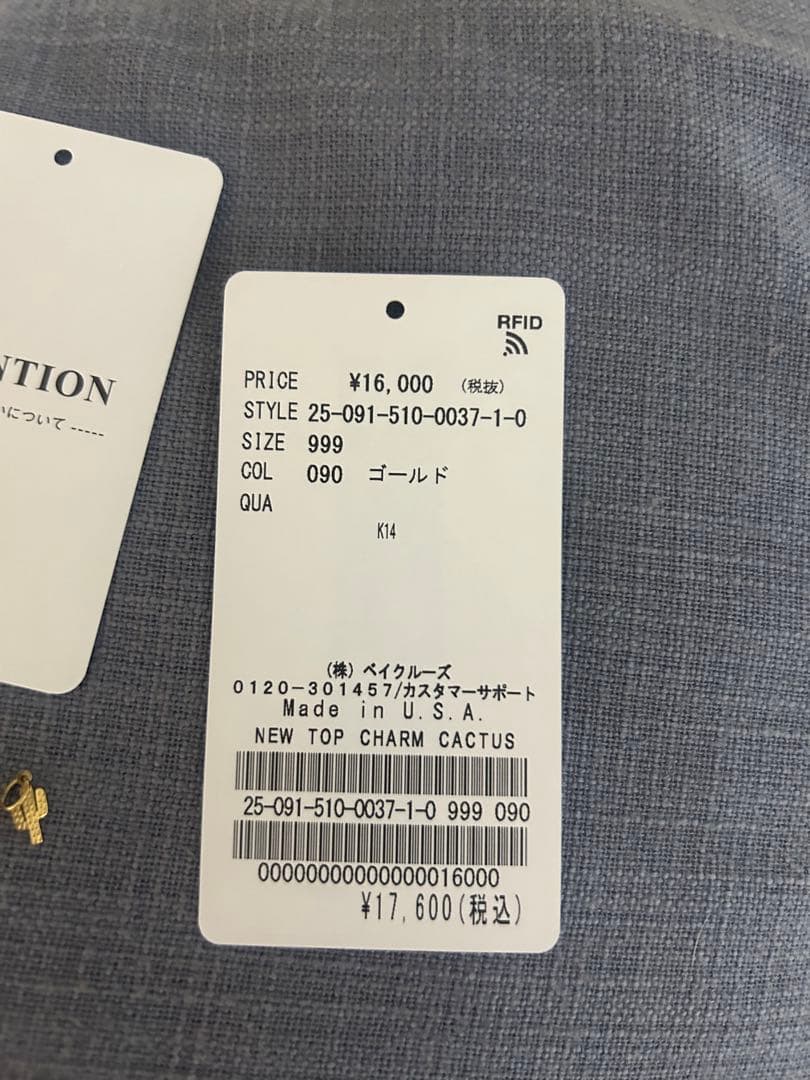 NTION
いについて -----
RFID
PRICE ¥16,000 (税抜)
STYLE 25-091-510-0037-1-0
SIZE 999
COL 090 ゴールド
QUA
K14
(株) ベイクルーズ
0120-301457/カスタマーサポート
Made in U.S.A.
NEW TOP CHARM CACTUS
25-091-510-0037-1-0 999 090
00000000000000016000
¥17,600(税込)